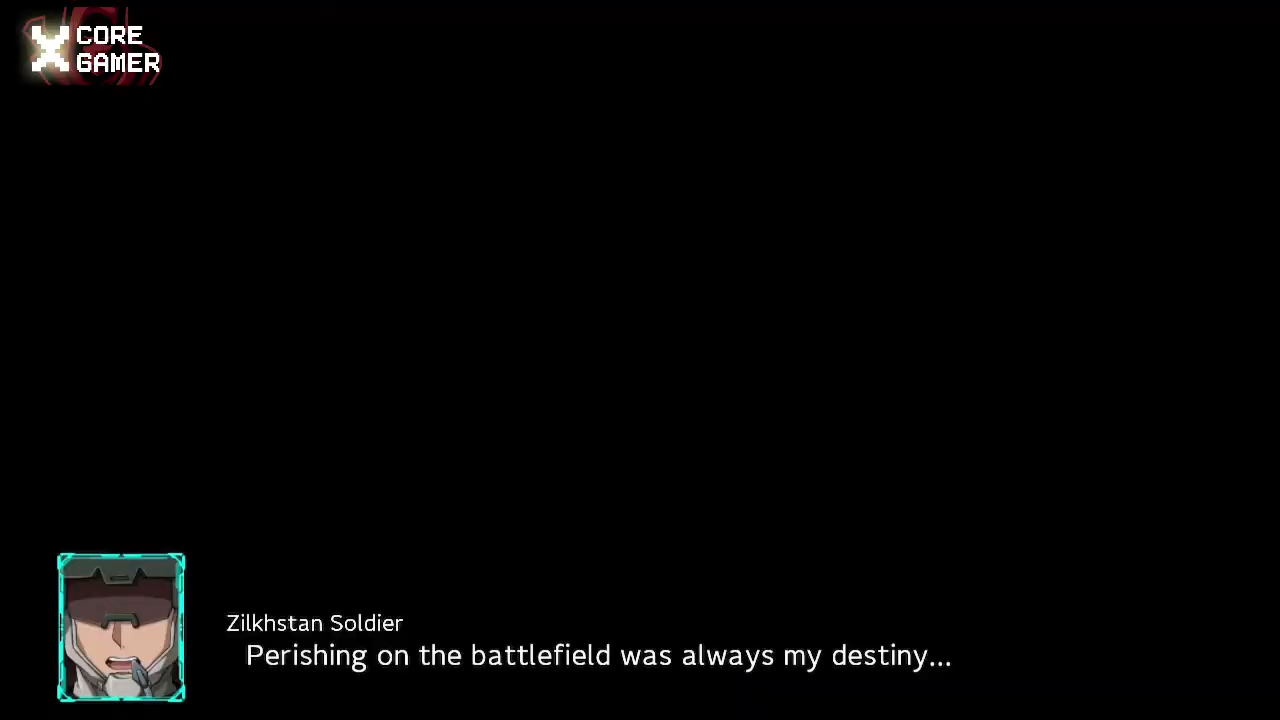 CORE
GAMER
Zilkhstan Soldier
Perishing on the battlefield was always my destiny...